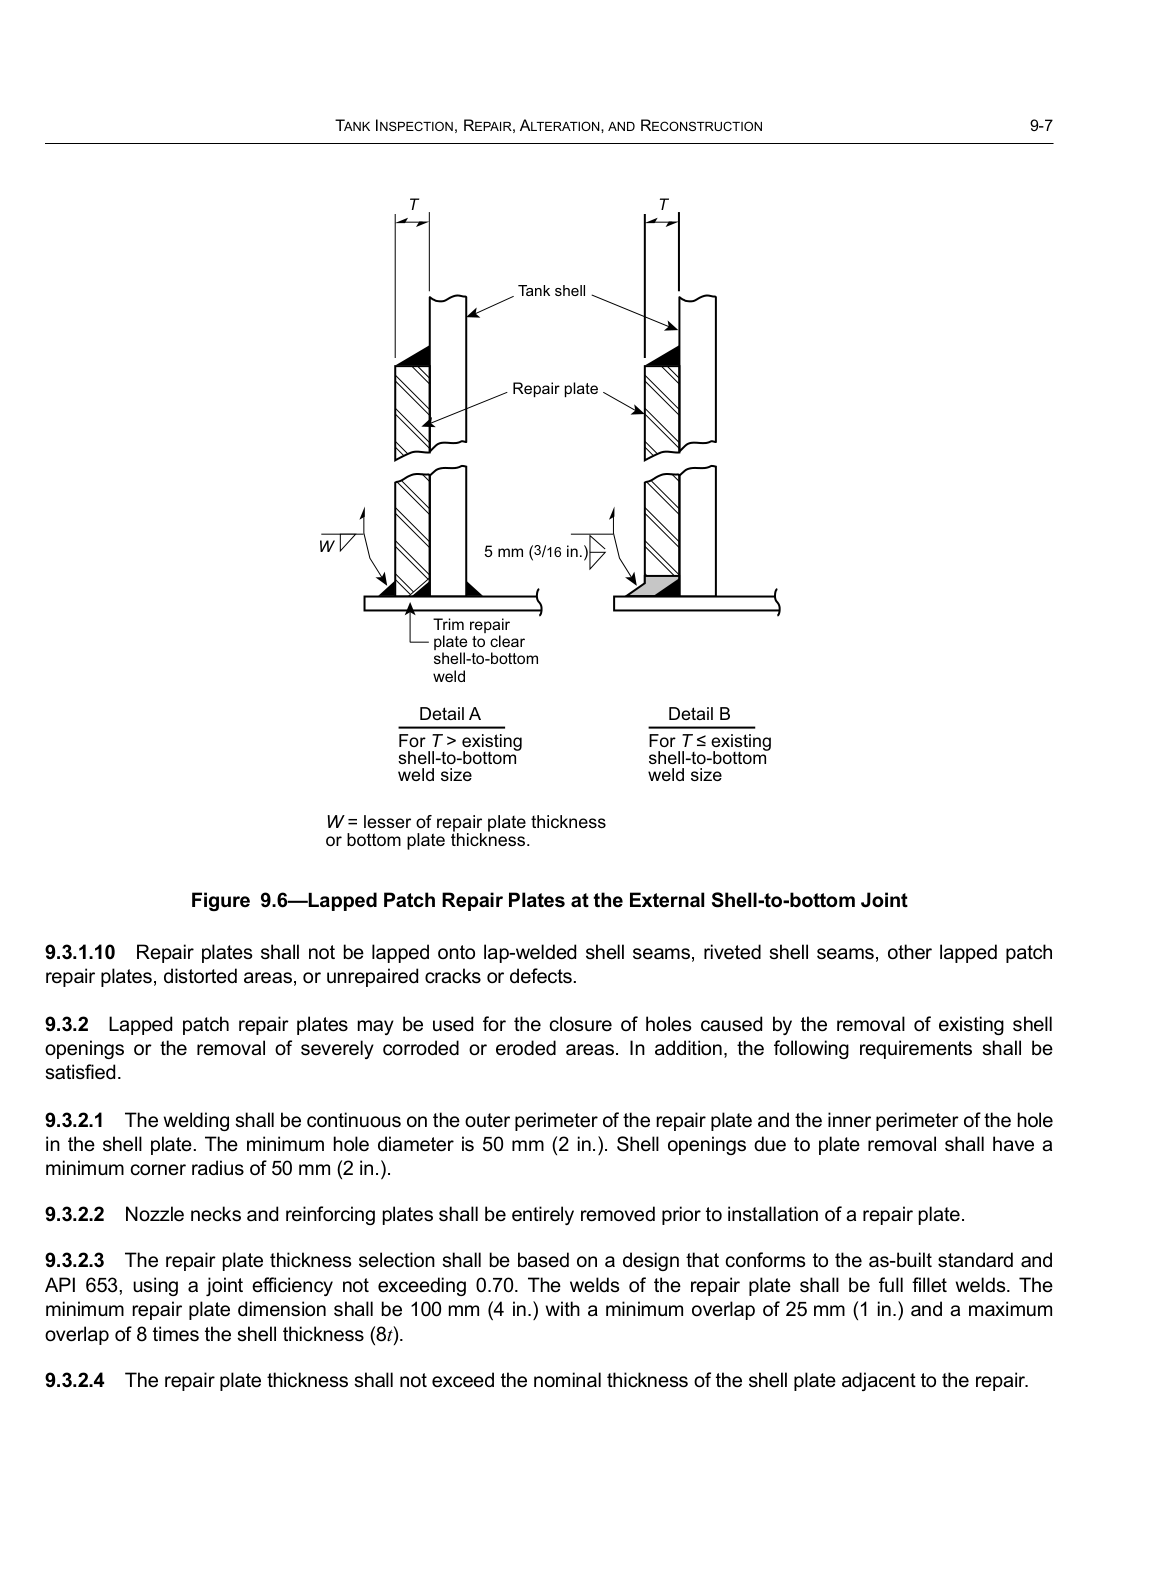 TANK INSPECTION, REPAIR, ALTERATION, AND RECONSTRUCTION 9-7
T T
Tank shell
Repair plate
W
5 mm (3/16 in.)
Trim repair
plate to clear
shell-to-bottom
weld
Detail A
For T > existing
shell-to-bottom
weld size
Detail B
For T ≤ existing
shell-to-bottom
weld size
W = lesser of repair plate thickness
or bottom plate thickness.
Figure 9.6—Lapped Patch Repair Plates at the External Shell-to-bottom Joint
9.3.1.10 Repair plates shall not be lapped onto lap-welded shell seams, riveted shell seams, other lapped patch
repair plates, distorted areas, or unrepaired cracks or defects.
9.3.2 Lapped patch repair plates may be used for the closure of holes caused by the removal of existing shell
openings or the removal of severely corroded or eroded areas. In addition, the following requirements shall be
satisfied.
9.3.2.1 The welding shall be continuous on the outer perimeter of the repair plate and the inner perimeter of the hole
in the shell plate. The minimum hole diameter is 50 mm (2 in.). Shell openings due to plate removal shall have a
minimum corner radius of 50 mm (2 in.).
9.3.2.2 Nozzle necks and reinforcing plates shall be entirely removed prior to installation of a repair plate.
9.3.2.3 The repair plate thickness selection shall be based on a design that conforms to the as-built standard and
API 653, using a joint efficiency not exceeding 0.70. The welds of the repair plate shall be full fillet welds. The
minimum repair plate dimension shall be 100 mm (4 in.) with a minimum overlap of 25 mm (1 in.) and a maximum
overlap of 8 times the shell thickness (8t).
9.3.2.4 The repair plate thickness shall not exceed the nominal thickness of the shell plate adjacent to the repair.